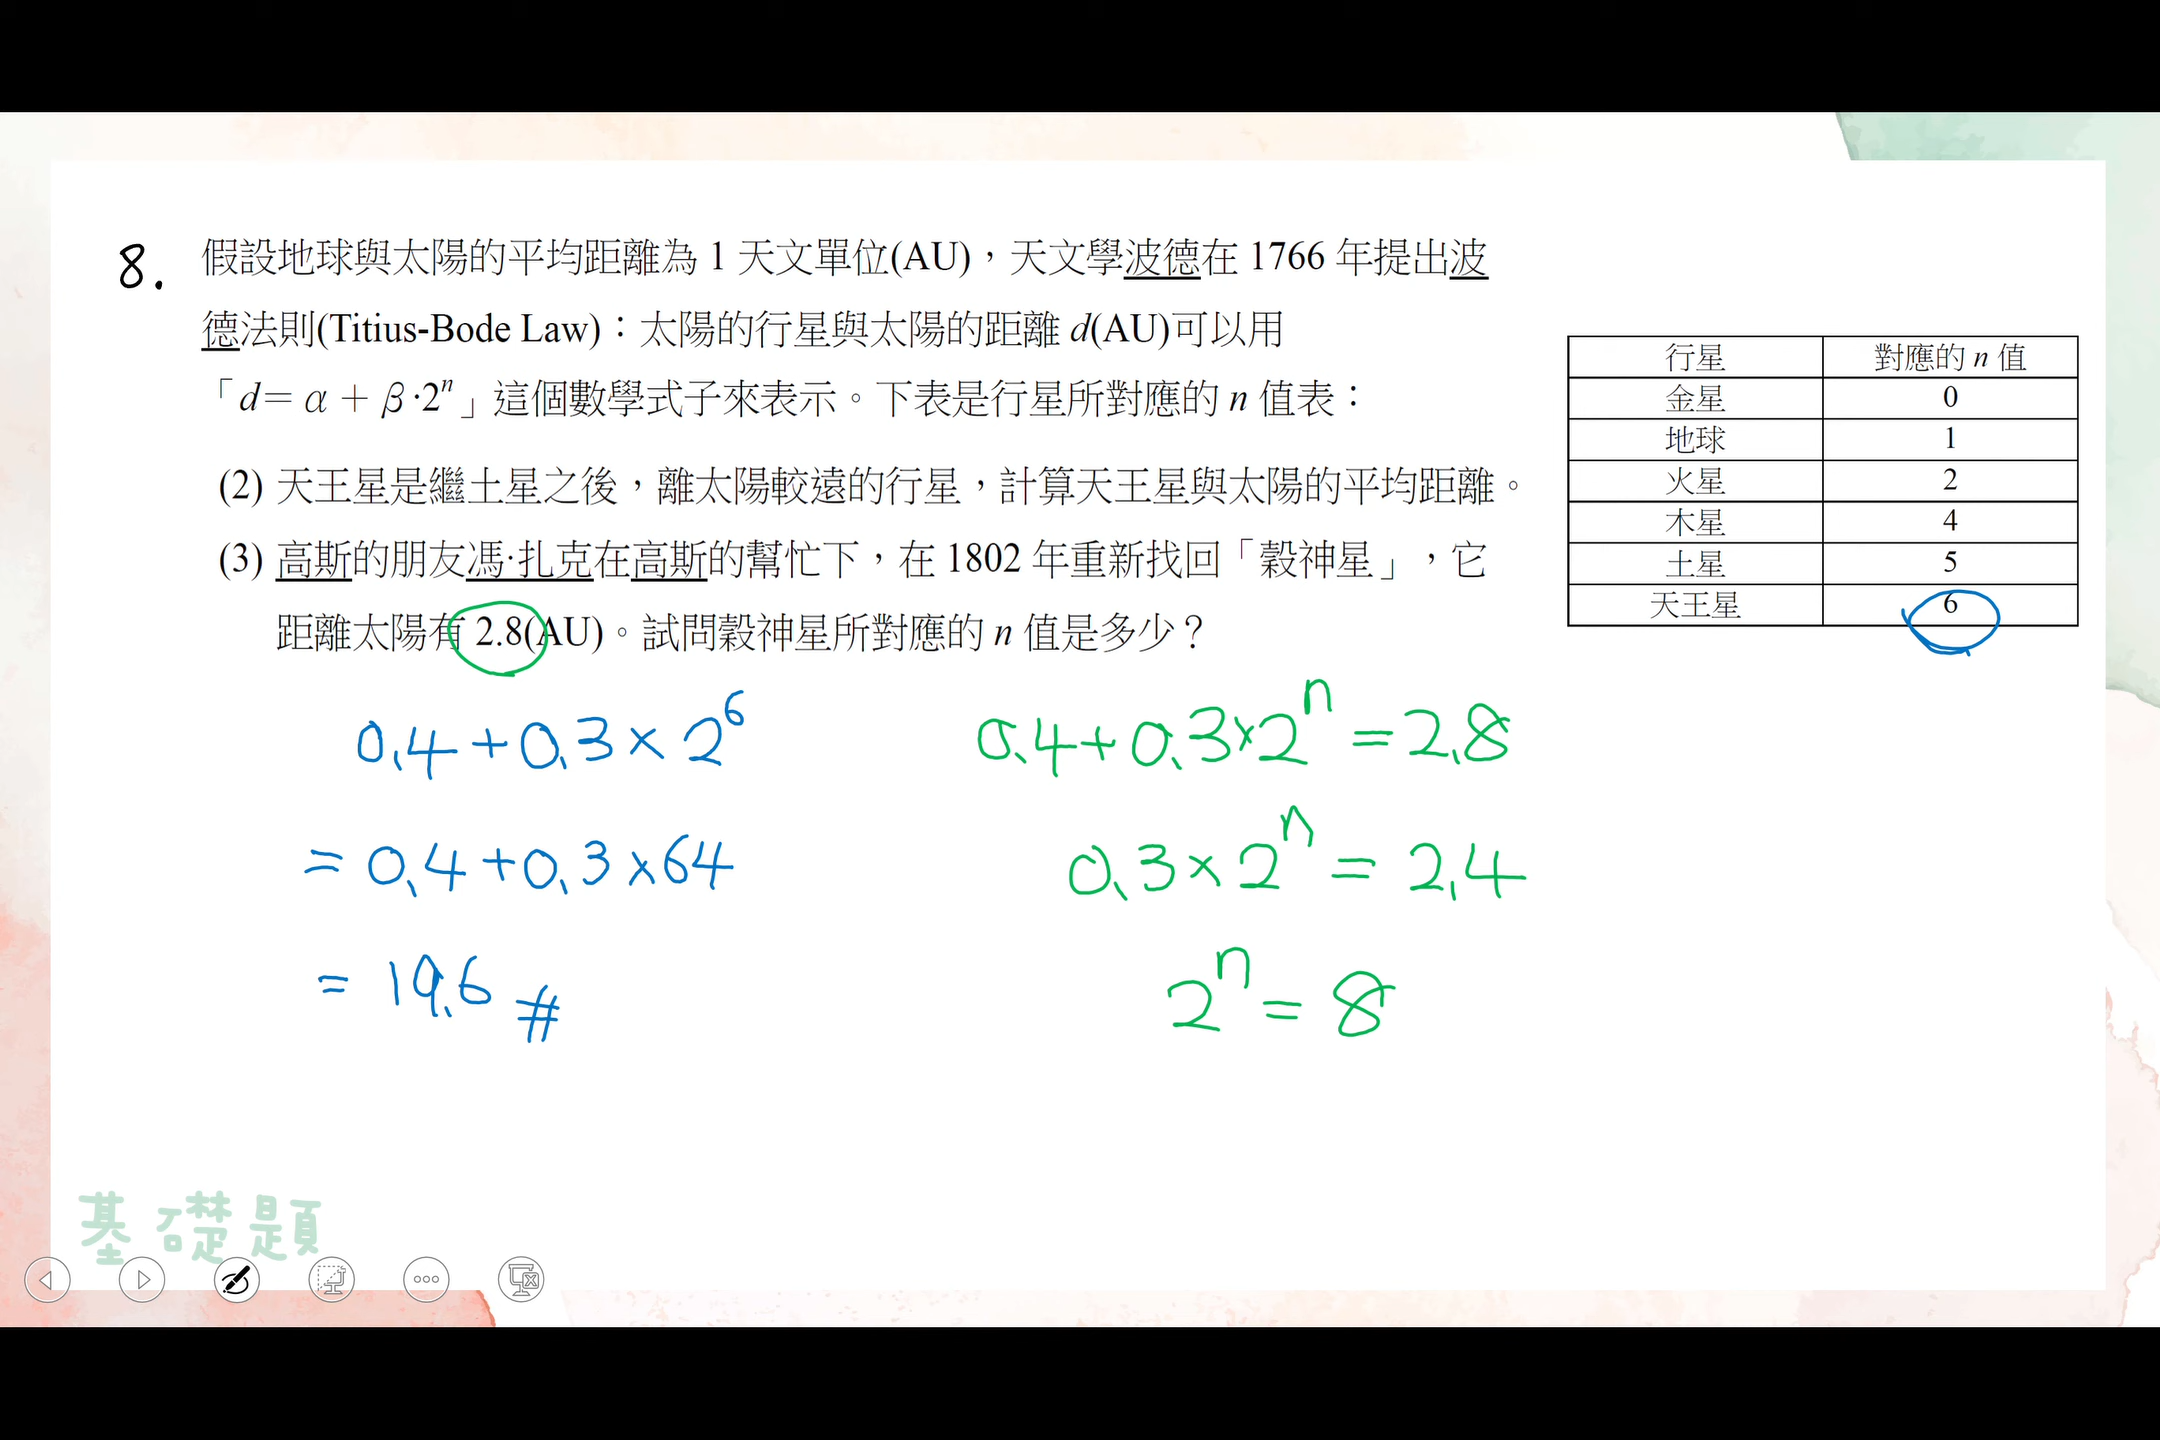 8. 假設地球與太陽的平均距離為 1 天文單位(AU)，天文學波德在 1766 年提出波
德法則(Titius-Bode Law)：太陽的行星與太陽的距離 d(AU)可以用
「d＝α＋β·2ⁿ」這個數學式子來表示。下表是行星所對應的 n 值表：
(2) 天王星是繼土星之後，離太陽較遠的行星，計算天王星與太陽的平均距離。
(3) 高斯的朋友馮·扎克在高斯的幫忙下，在 1802 年重新找回「穀神星」，它
距離太陽有 2.8(AU)。試問穀神星所對應的 n 值是多少？
行星 對應的 n 值
金星 0
地球 1
火星 2
木星 4
土星 5
天王星 6
0.4+0.3×2⁶
=0.4+0.3×64
=19.6 #
0.4+0.3×2ⁿ=2.8
0.3×2ⁿ=2.4
2ⁿ=8
基礎題